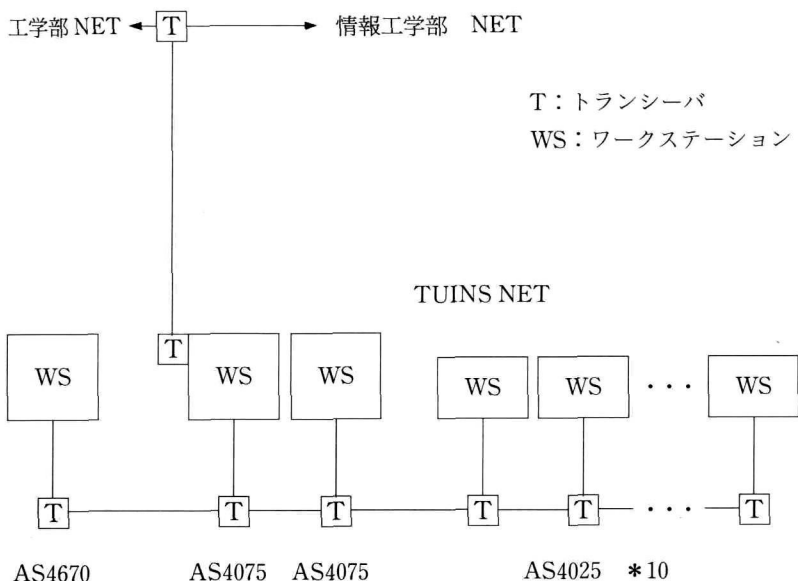 工学部 NET T 情報工学部 NET
T：トランシーバ
WS：ワークステーション
TUINS NET
T
WS WS WS WS WS ・・・ WS
T T T T T ・・・ T
AS4670 AS4075 AS4075 AS4025 *10